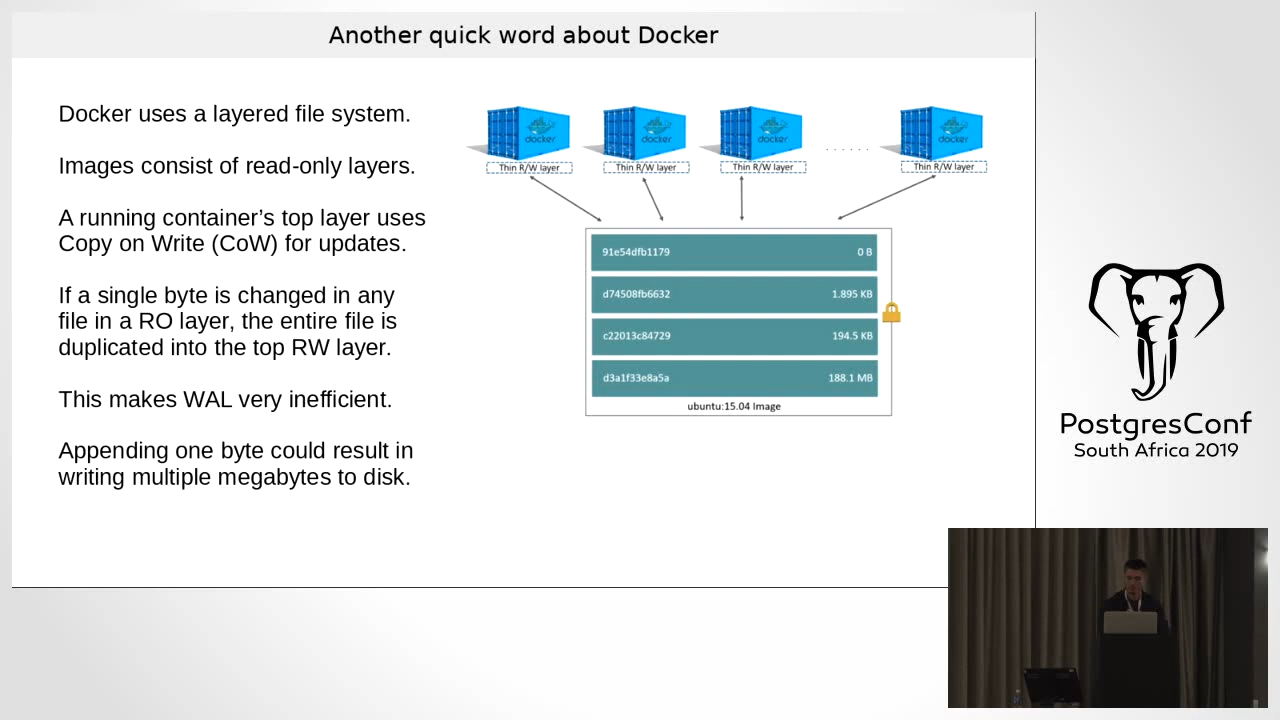 Another quick word about Docker
Docker uses a layered file system.
Images consist of read-only layers.
A running container’s top layer uses
Copy on Write (CoW) for updates.
If a single byte is changed in any
file in a RO layer, the entire file is
duplicated into the top RW layer.
This makes WAL very inefficient.
Appending one byte could result in
writing multiple megabytes to disk.
docker docker docker docker
Thin R/W layer Thin R/W layer Thin R/W layer . . . . . . Thin R/W layer
91e54dfb1179 0 B
d74508fb6632 1.895 KB
c22013c84729 194.5 KB
d3a1f33e8a5a 188.1 MB
ubuntu:15.04 Image
PostgresConf
South Africa 2019